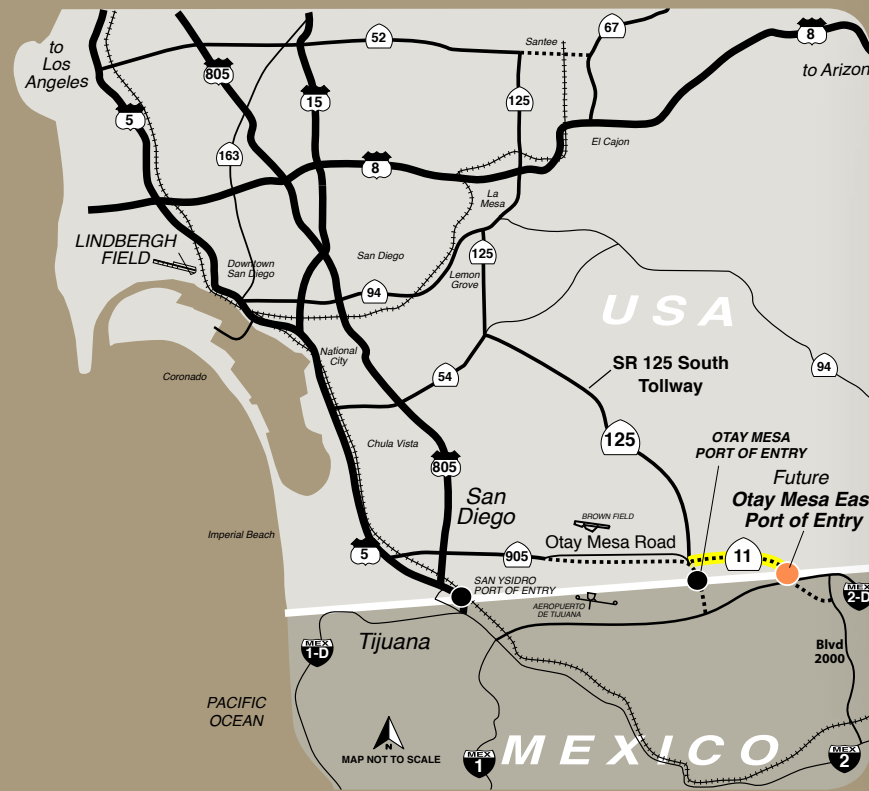 to
Los
Angeles
52
67
Santee
8
to Arizon
805
15
125
5
163
El Cajon
8
La
Mesa
LINDBERGH
FIELD
Downtown
San Diego
San Diego
125
Lemon
Grove
94
USA
National
City
SR 125 South
Tollway
94
Coronado
54
Chula Vista
125
OTAY MESA
PORT OF ENTRY
805
Future
Otay Mesa Eas
Port of Entry
San
Diego
BROWN FIELD
Imperial Beach
Otay Mesa Road
5
905
11
SAN YSIDRO
PORT OF ENTRY
AEROPUERTO
DE TIJUANA
MEX
2-D
MEX
1-D
Tijuana
Blvd
2000
PACIFIC
OCEAN
N
MAP NOT TO SCALE
MEXICO
MEX
1
MEX
2